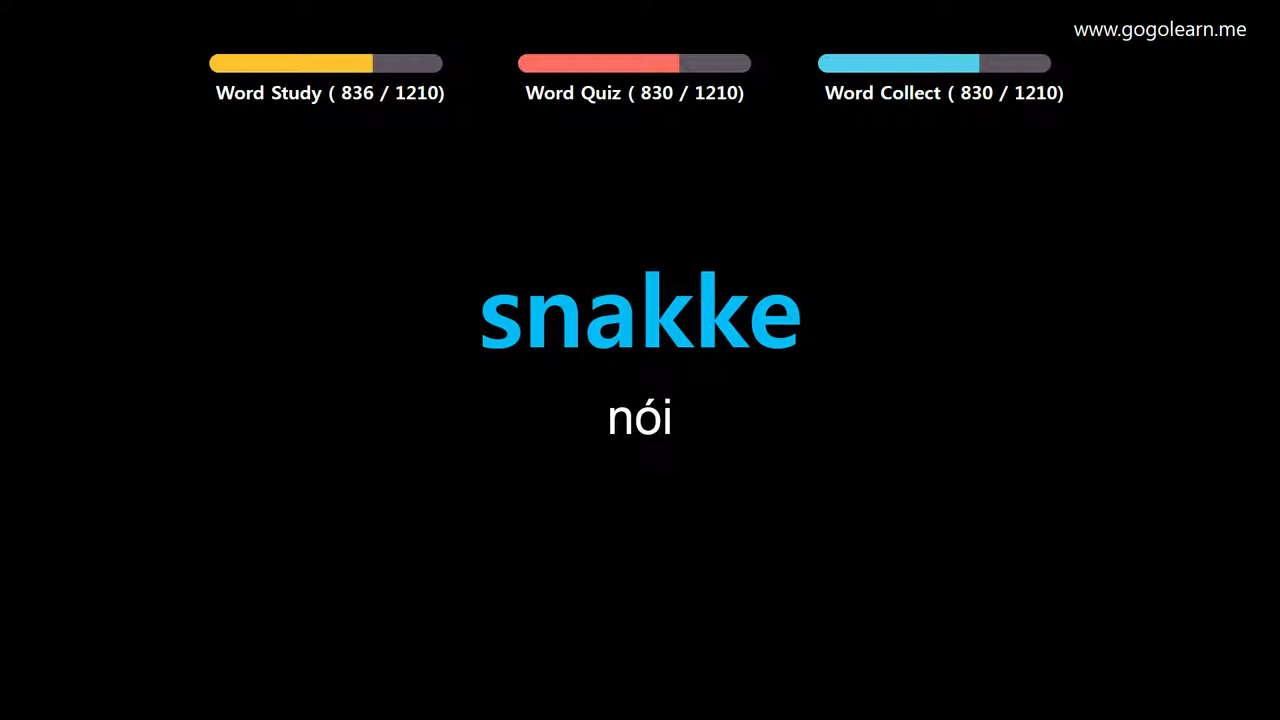 www.gogolearn.me
Word Study ( 836 / 1210)
Word Quiz ( 830 / 1210)
Word Collect ( 830 / 1210)
snakke
nói